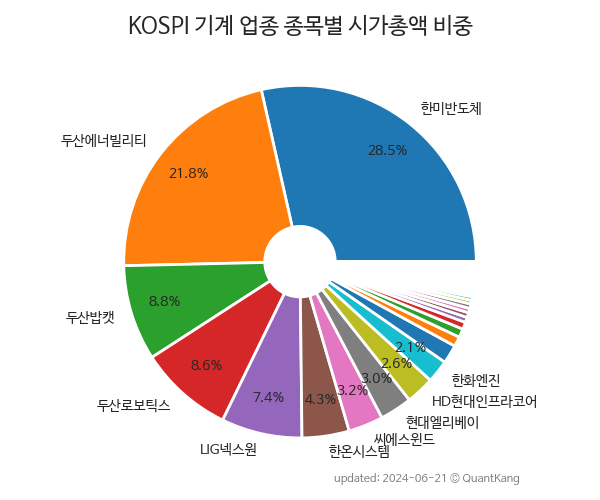 KOSPI 기계 업종 종목별 시가총액 비중
한미반도체
28.5%
두산에너빌리티
21.8%
두산밥캣
8.8%
두산로보틱스
8.6%
LIG넥스원
7.4%
한온시스템
4.3%
씨에스윈드
3.2%
현대엘리베이
3.0%
HD현대인프라코어
2.6%
한화엔진
2.1%
updated: 2024-06-21 © QuantKang